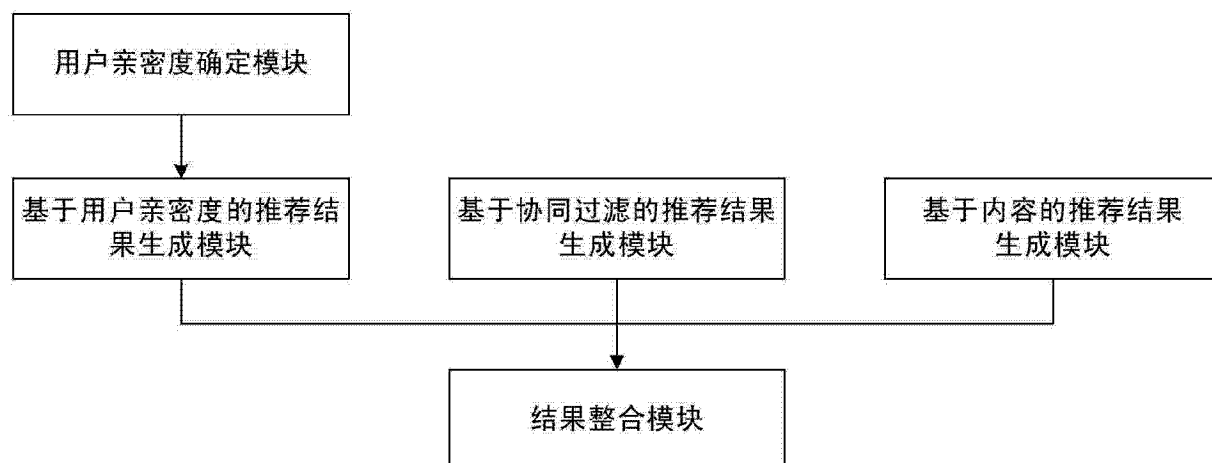 用户亲密度确定模块
基于用户亲密度的推荐结
果生成模块
基于协同过滤的推荐结果
生成模块
基于内容的推荐结果
生成模块
结果整合模块